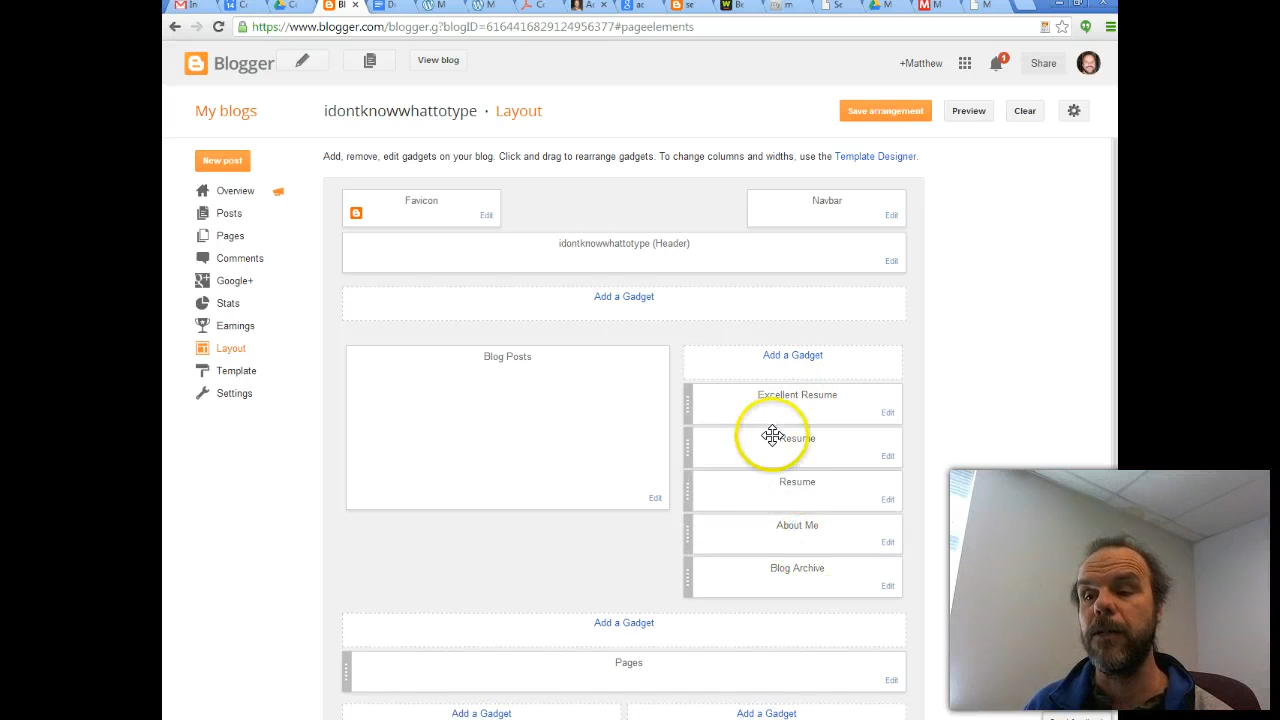 https://www.blogger.com/blogger.g?blogID=6164416829124956377#pageelements
Blogger
View blog
+Matthew
1
Share
My blogs
idontknowwhattotype · Layout
Save arrangement
Preview
Clear
New post
Add, remove, edit gadgets on your blog. Click and drag to rearrange gadgets. To change columns and widths, use the Template Designer.
Overview
Posts
Pages
Comments
Google+
Stats
Earnings
Layout
Template
Settings
Favicon
Edit
Navbar
Edit
idontknowwhattotype (Header)
Edit
Add a Gadget
Blog Posts
Edit
Add a Gadget
Excellent Resume
Edit
Resume
Edit
Resume
Edit
About Me
Edit
Blog Archive
Edit
Add a Gadget
Pages
Edit
Add a Gadget
Add a Gadget